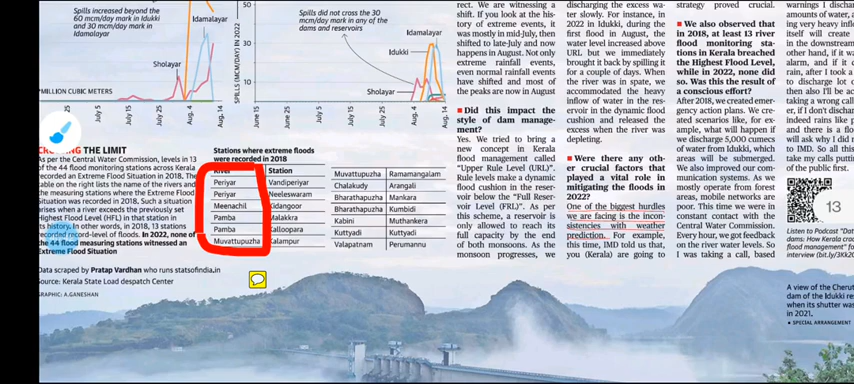 Spills increased beyond the
60 mcm/day mark in Idukki
and 30 mcm/day mark in
Idamalayar
Idamalayar
Sholayar
*MILLION CUBIC METERS
25
July 5
July 15
July 25
Aug. 4
Aug. 14
SPILLS (MCM/DAY) IN 2022
50
30
10
Spills did not cross the 30
mcm/day mark in any of the
dams and reservoirs
Idamalayar
Idukki
Sholayar
June 15
June 25
July 5
July 15
July 25
Aug. 4
Aug. 14
THE LIMIT
As per the Central Water Commission, levels in 13
of the 44 flood monitoring stations across Kerala
recorded an Extreme Flood Situation in 2018. The
table on the right lists the name of the rivers and
the measuring stations where the Extreme Flood
Situation was recorded in 2018. Such a situation
arises when a river exceeds the previously set
Highest Flood Level (HFL) in that station in
its history. In other words, in 2018, 13 stations
recorded record-level of floods. In 2022, none of
the 44 flood measuring stations witnessed an
Extreme Flood Situation
Data scraped by Pratap Vardhan who runs statsofindia.in
Source: Kerala State Load despatch Center
GRAPHIC: A.GANESHAN
Stations where extreme floods
were recorded in 2018
River Station
Periyar Vandiperiyar
Periyar Neeleswaram
Meenachil Kidangoor
Pamba Malakkra
Pamba Kalloopara
Muvattupuzha Kalampur
Muvattupuzha Ramamangalam
Chalakudy Arangali
Bharathapuzha Mankara
Bharathapuzha Kumbidi
Kabini Muthankera
Kuttyadi Kuttyadi
Valapatnam Perumannu
rect. We are witnessing a
shift. If you look at the his-
tory of extreme events, it
was mostly in mid-July, then
shifted to late-July and now
happens in August. Not only
extreme rainfall events,
even normal rainfall events
have shifted and most of
the peaks are now in August
Did this impact the
style of dam manage-
ment?
Yes. We tried to bring a
new concept in Kerala
flood management called
"Upper Rule Level (URL)".
Rule levels make a dynamic
flood cushion in the reser-
voir below the "Full Reser-
voir Level (FRL)". As per
this scheme, a reservoir is
only allowed to reach its
full capacity by the end
of both monsoons. As the
monsoon progresses, we
discharging the excess wa-
ter slowly. For instance, in
2022 in Idukki, during the
first flood in August, the
water level increased above
URL but we immediately
brought it back by spilling it
for a couple of days. When
the river was in spate, we
accommodated the heavy
inflow of water in the res-
ervoir in the dynamic flood
cushion and released the
excess when the river was
depleting.
Were there any oth-
er crucial factors that
played a vital role in
mitigating the floods in
2022?
One of the biggest hurdles
we are facing is the incon-
sistencies with weather
prediction. For example,
this time, IMD told us that,
you (Kerala) are going to
strategy proved crucial.
We also observed that
in 2018, at least 13 river
flood monitoring sta-
tions in Kerala breached
the Highest Flood Level,
while in 2022, none did
so. Was this the result of
a conscious effort?
After 2018, we created emer-
gency action plans. We cre-
ated scenarios like, for ex-
ample, what will happen if
we discharge 5,000 cumecs
of water from Idukki, which
areas will be submerged.
We also improved our com-
munication systems. As we
mostly operate from forest
areas, mobile networks are
poor. This time we were in
constant contact with the
Central Water Commission.
Every hour, we got feedback
on the river water levels. So
I was taking a call, based
warnings I
amounts of water, a
ing very heavy infl
itself will create
in the downstream
other hand, if it wa
alarm, and if it
rain, after I took a
to discharge lot
then also I'll be ac
taking a wrong cal
er, if I don't dischar
indeed rains like p
and there is a flo
will ask why I did n
to IMD. So all this
take my calls puttin
of the public first.
13
Listen to Podcast "Dat
dams: How Kerala crac
flood management" fo
interview
A view of the Cherut
dam of the Idukki res
when its shutter was
in 2021.
SPECIAL ARRANGEMENT